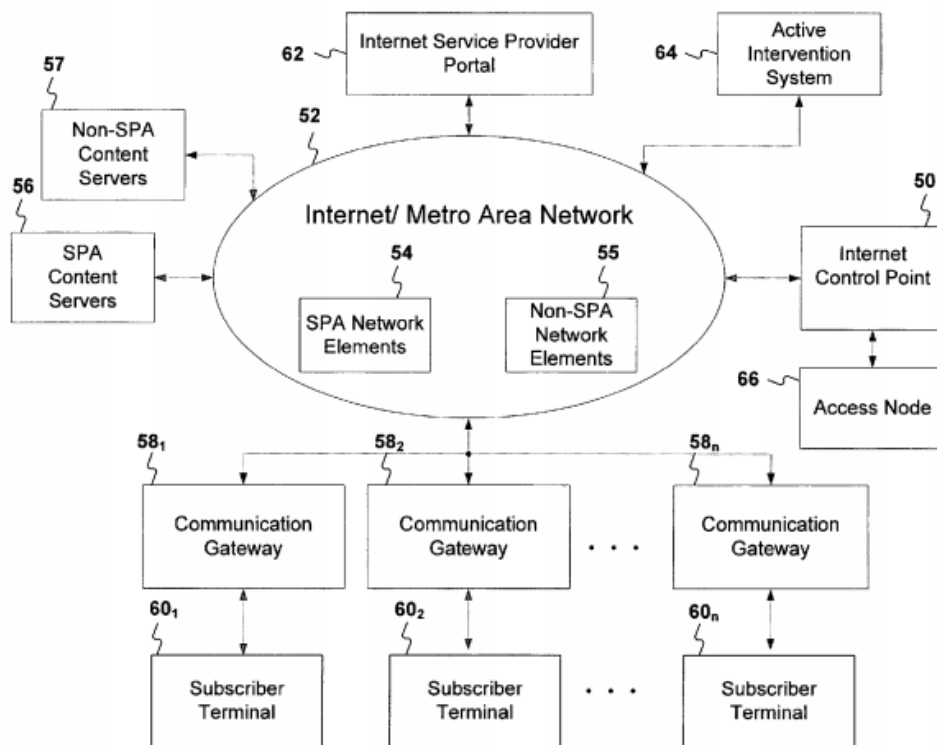 62
Internet Service Provider
Portal
64
Active
Intervention
System
57
Non-SPA
Content
Servers
52
56
SPA
Content
Servers
Internet/ Metro Area Network
54
SPA Network
Elements
55
Non-SPA
Network
Elements
50
Internet
Control Point
66
Access Node
58₁
Communication
Gateway
58₂
Communication
Gateway
. . .
58ₙ
Communication
Gateway
60₁
Subscriber
Terminal
60₂
Subscriber
Terminal
. . .
60ₙ
Subscriber
Terminal